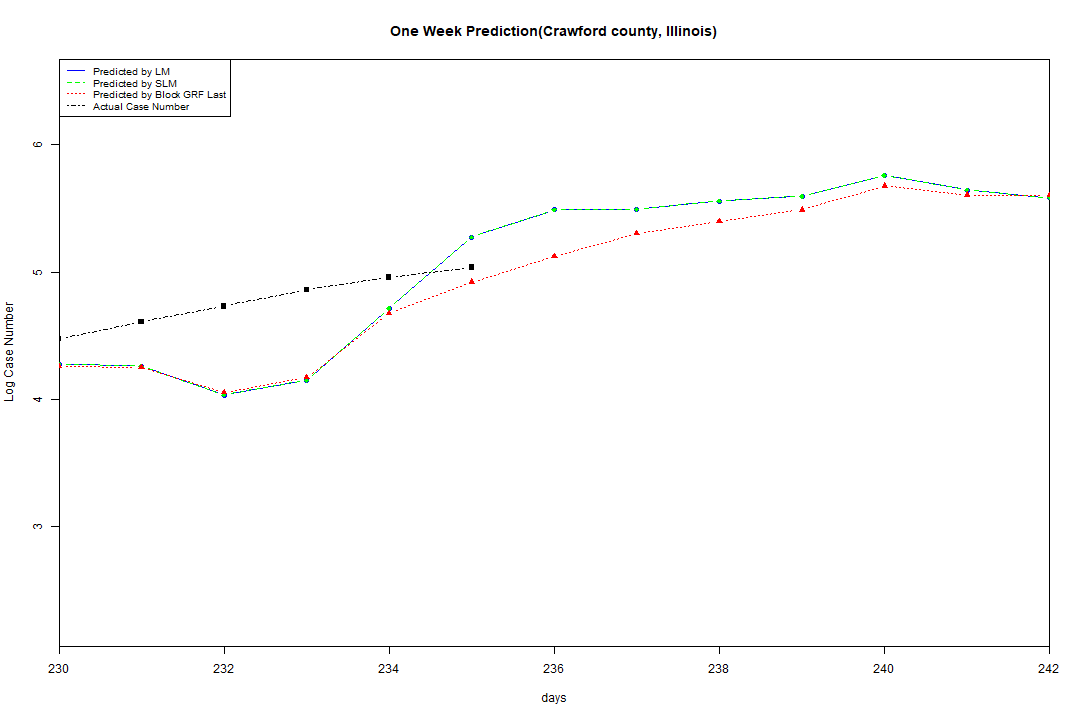 One Week Prediction(Crawford county, Illinois)
Predicted by LM
Predicted by SLM
Predicted by Block GRF Last
Actual Case Number
6
5
4
3
Log Case Number
230 232 234 236 238 240 242
days